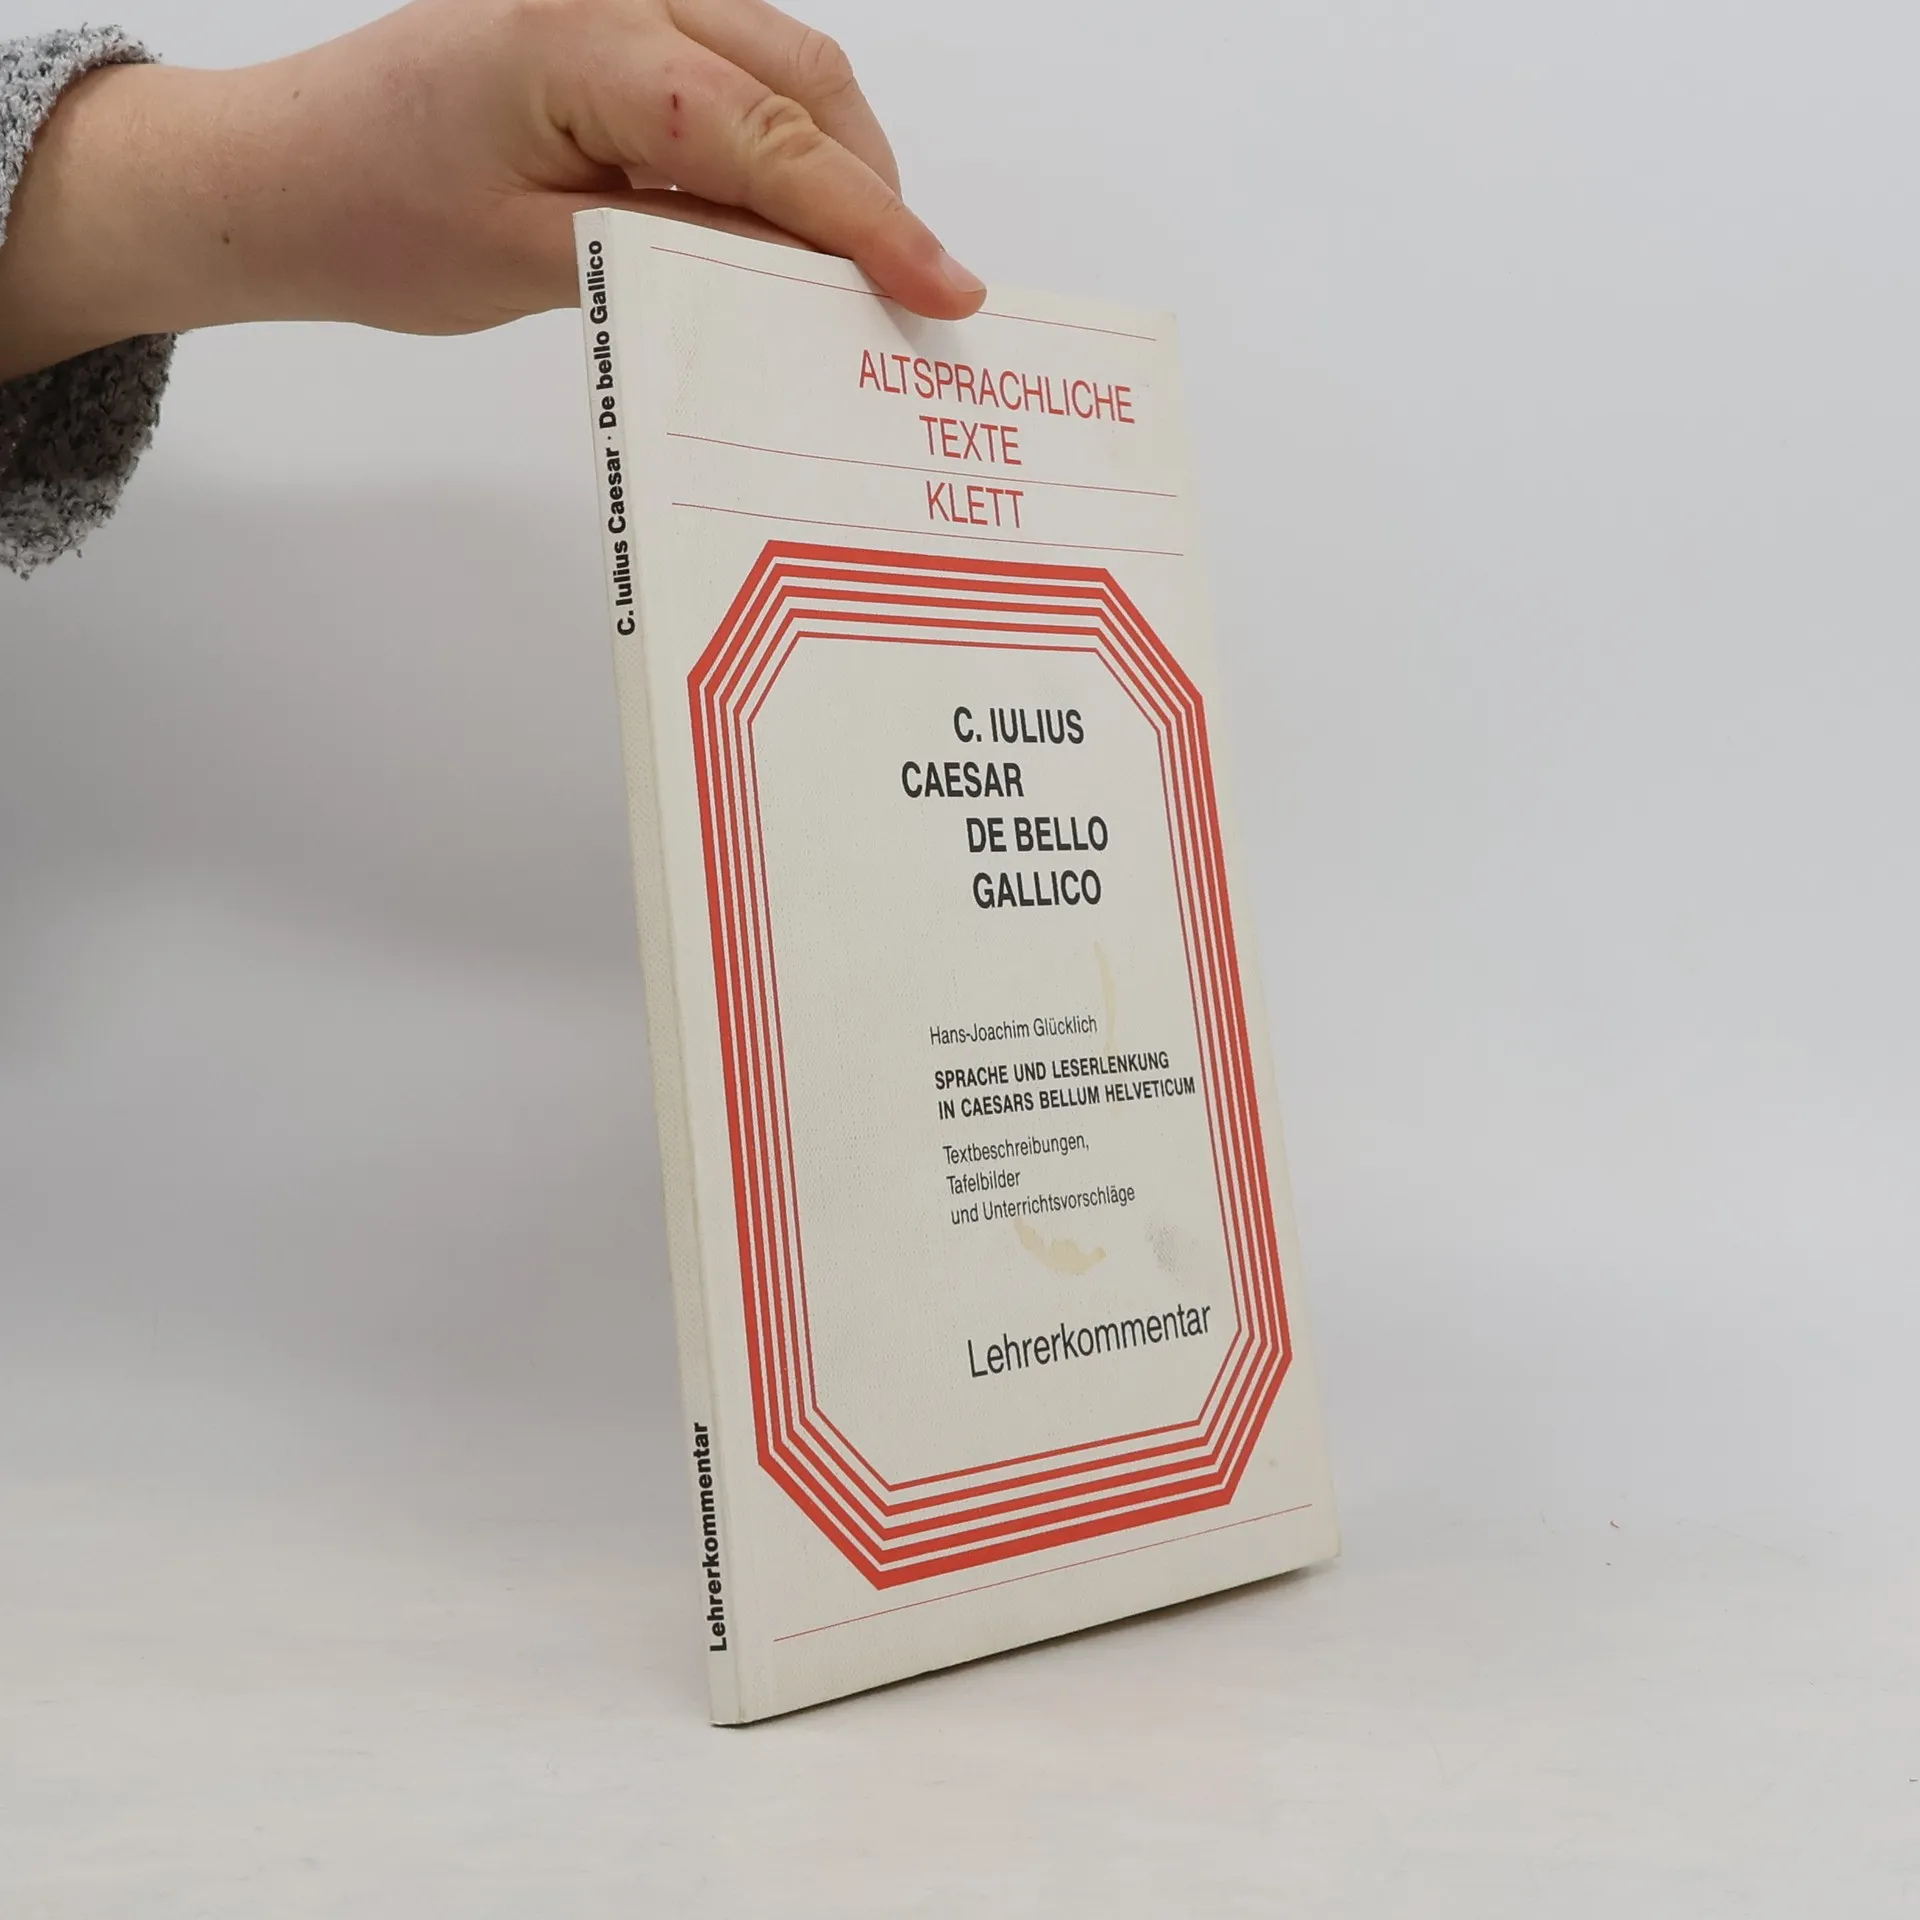 C. Iulius Caesar · De bello Gallico
Lehrerkommentar
ALTSPRACHLICHE
TEXTE
KLETT
C. IULIUS
CAESAR
DE BELLO
GALLICO
Hans-Joachim Glücklich
SPRACHE UND LESERLENKUNG
IN CAESARS BELLUM HELVETICUM
Textbeschreibungen,
Tafelbilder
und Unterrichtsvorschläge
Lehrerkommentar